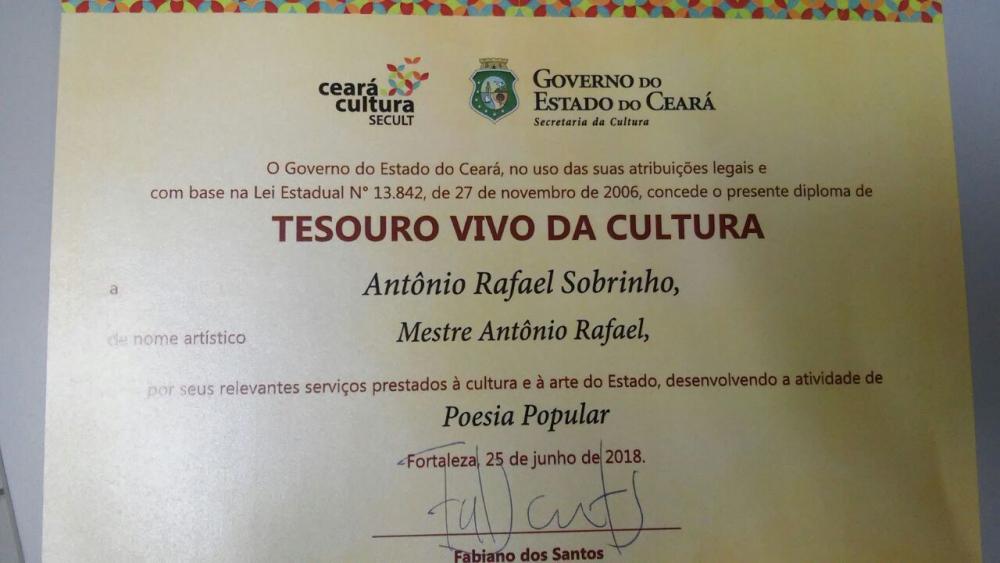 ceará
cultura
SECULT
GOVERNO DO
ESTADO DO CEARÁ
Secretaria da Cultura
O Governo do Estado do Ceará, no uso das suas atribuições legais e
com base na Lei Estadual N° 13.842, de 27 de novembro de 2006, concede o presente diploma de
TESOURO VIVO DA CULTURA
a Antônio Rafael Sobrinho,
de nome artístico Mestre Antônio Rafael,
por seus relevantes serviços prestados à cultura e à arte do Estado, desenvolvendo a atividade de
Poesia Popular
Fortaleza, 25 de junho de 2018.
Fabiano dos Santos